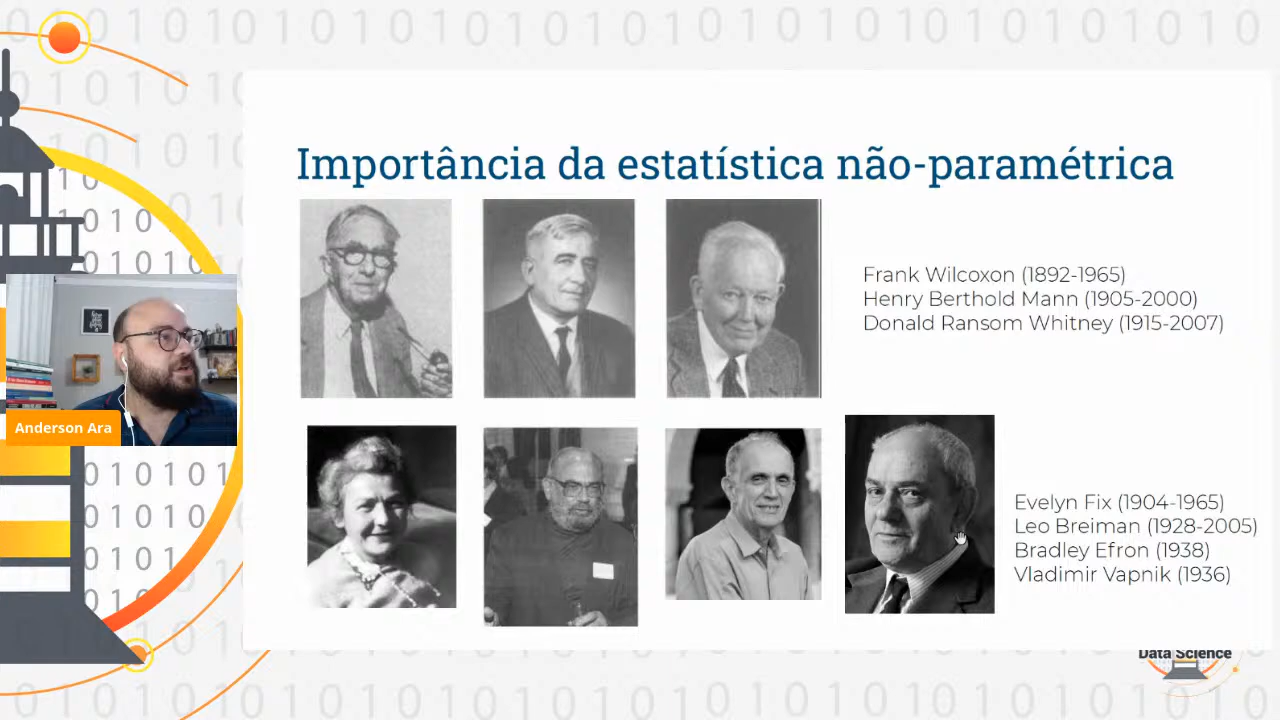 Importância da estatística não-paramétrica
Frank Wilcoxon (1892-1965)
Henry Berthold Mann (1905-2000)
Donald Ransom Whitney (1915-2007)
Anderson Ara
Evelyn Fix (1904-1965)
Leo Breiman (1928-2005)
Bradley Efron (1938)
Vladimir Vapnik (1936)
Data Science